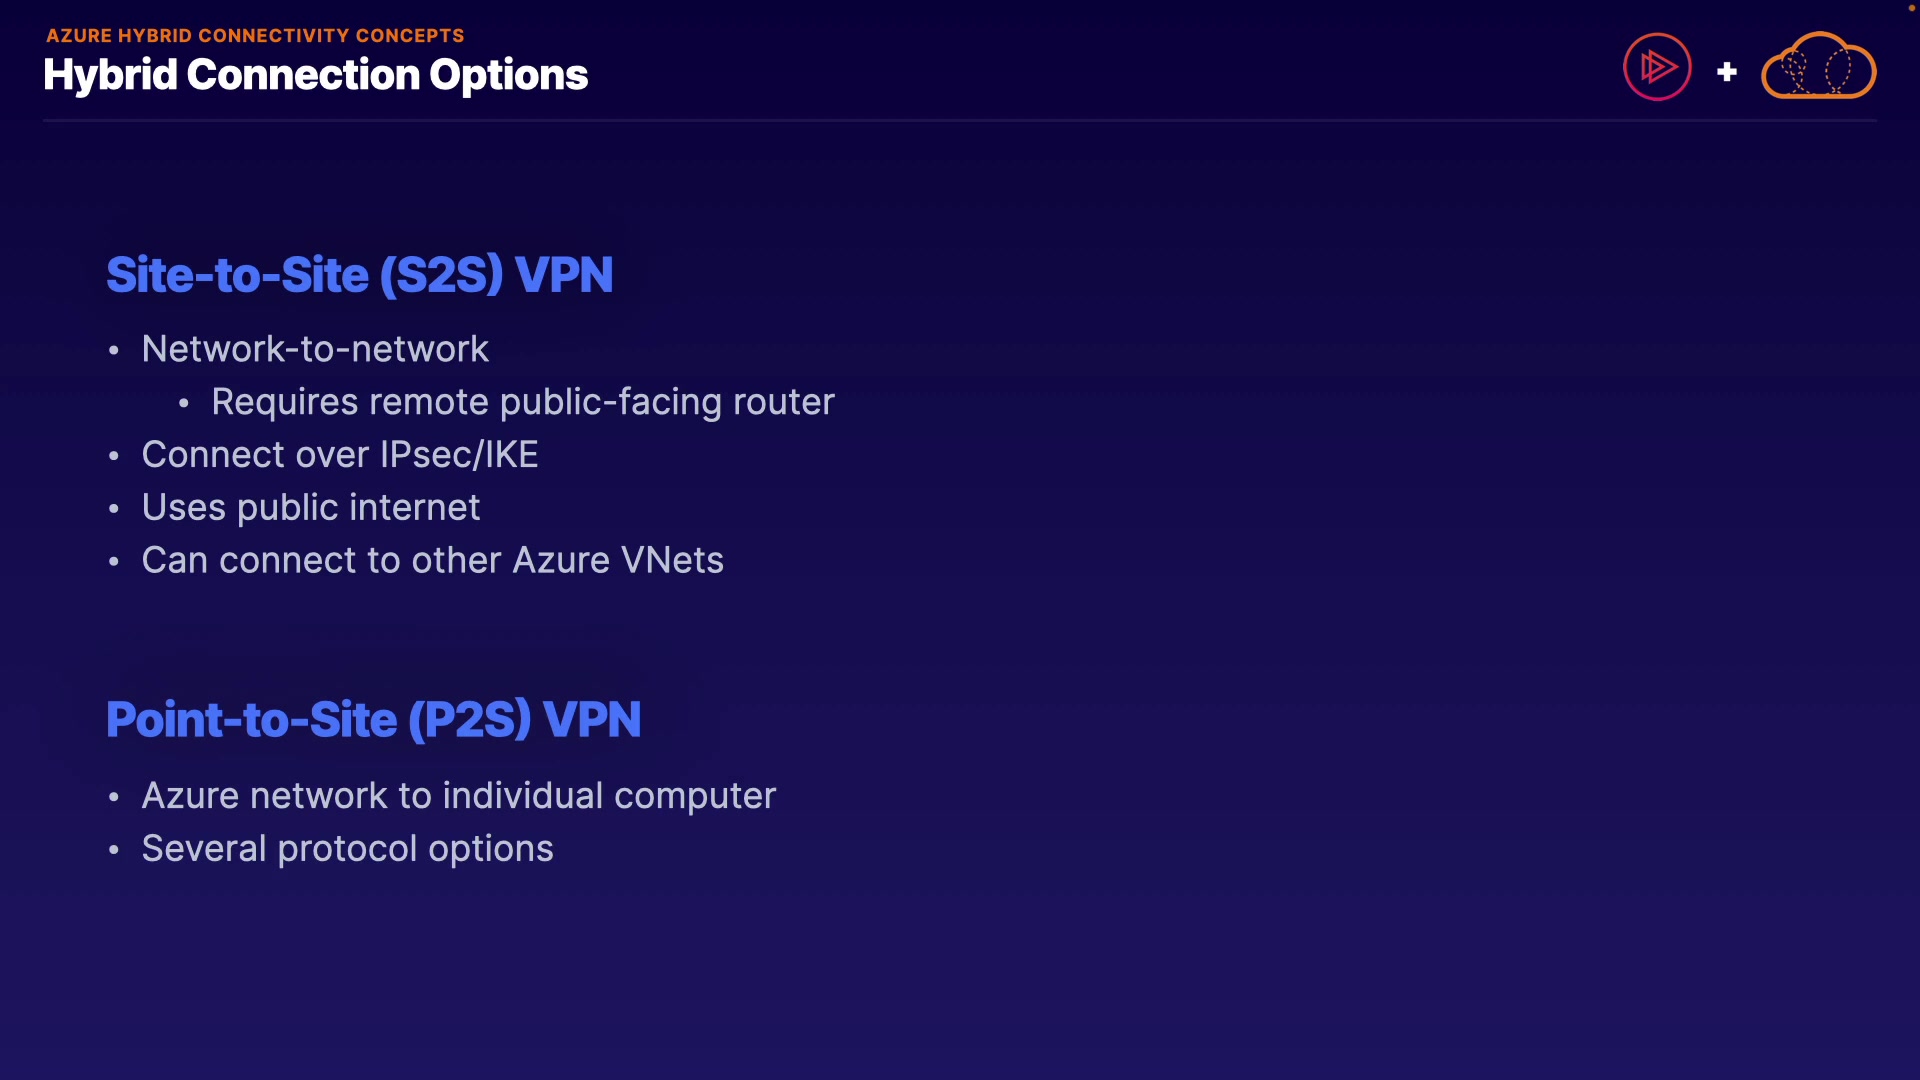 AZURE HYBRID CONNECTIVITY CONCEPTS
Hybrid Connection Options
Site-to-Site (S2S) VPN
• Network-to-network
• Requires remote public-facing router
• Connect over IPsec/IKE
• Uses public internet
• Can connect to other Azure VNets
Point-to-Site (P2S) VPN
• Azure network to individual computer
• Several protocol options